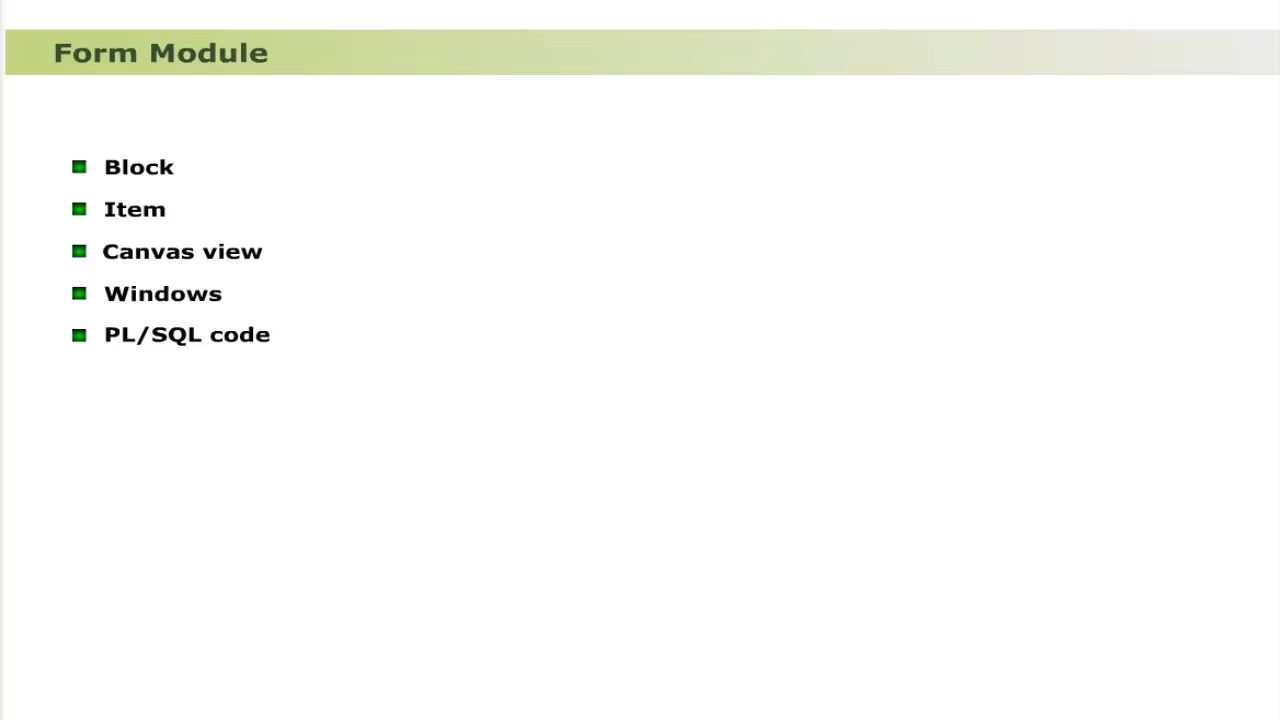 Form Module
Block
Item
Canvas view
Windows
PL/SQL code